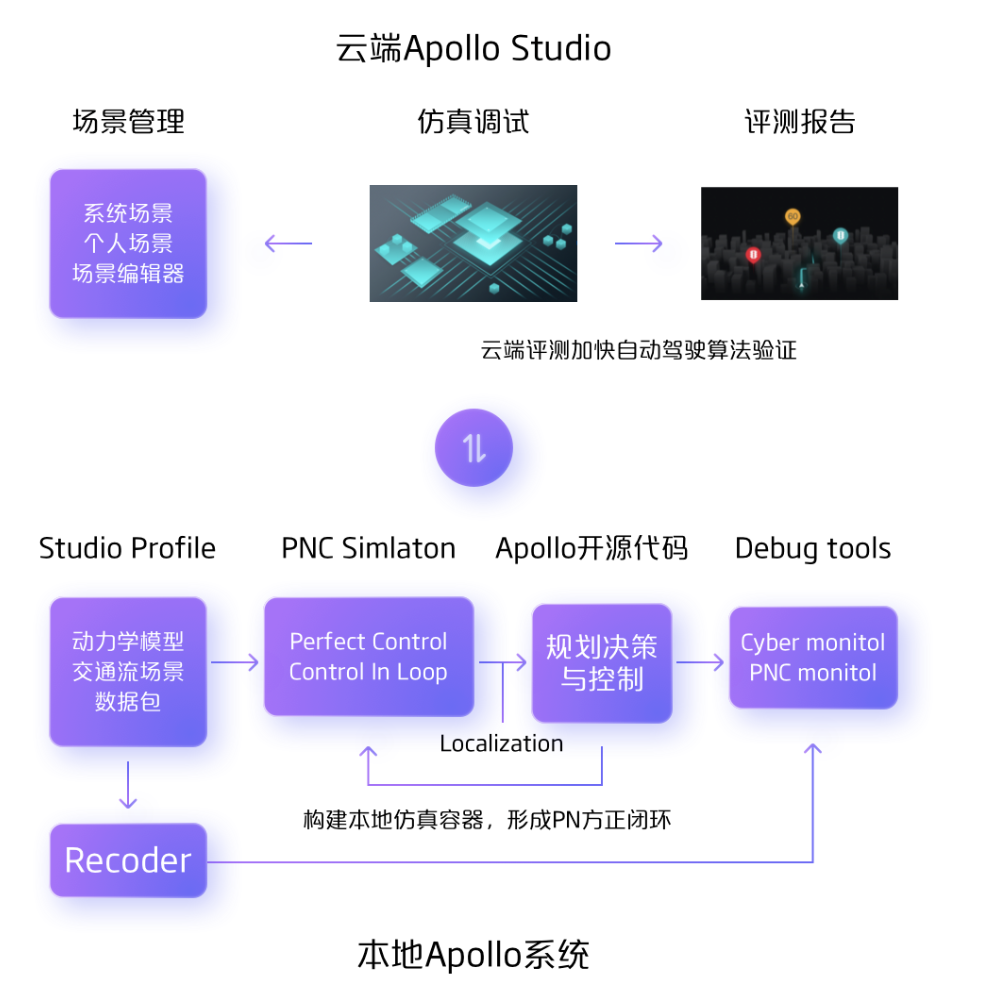 云端Apollo Studio
场景管理
仿真调试
评测报告
系统场景
个人场景
场景编辑器
60
云端评测加快自动驾驶算法验证
Studio Profile
PNC Simlaton
Apollo开源代码
Debug tools
动力学模型
交通流场景
数据包
Perfect Control
Control In Loop
规划决策
与控制
Cyber monitol
PNC monitol
Localization
构建本地仿真容器，形成PN方正闭环
Recoder
本地Apollo系统